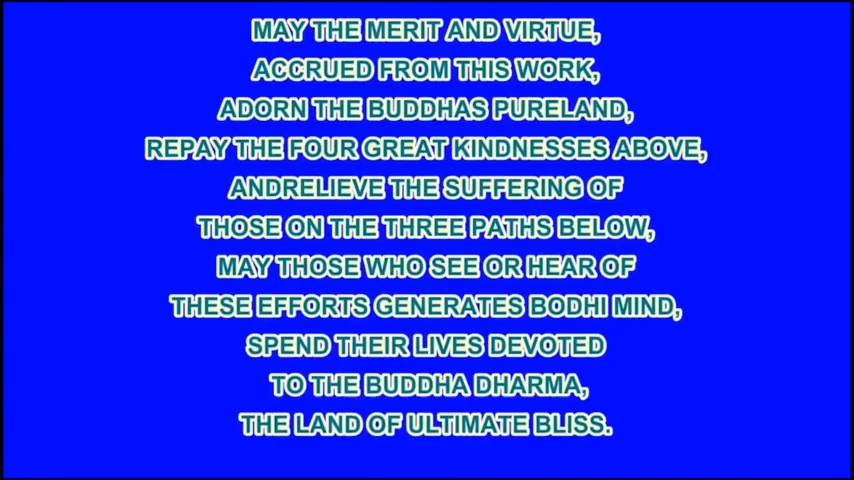 MAY THE MERIT AND VIRTUE,
ACCRUED FROM THIS WORK,
ADORN THE BUDDHAS PURELAND,
REPAY THE FOUR GREAT KINDNESSES ABOVE,
ANDRELIEVE THE SUFFERING OF
THOSE ON THE THREE PATHS BELOW,
MAY THOSE WHO SEE OR HEAR OF
THESE EFFORTS GENERATES BODHI MIND,
SPEND THEIR LIVES DEVOTED
TO THE BUDDHA DHARMA,
THE LAND OF ULTIMATE BLISS.